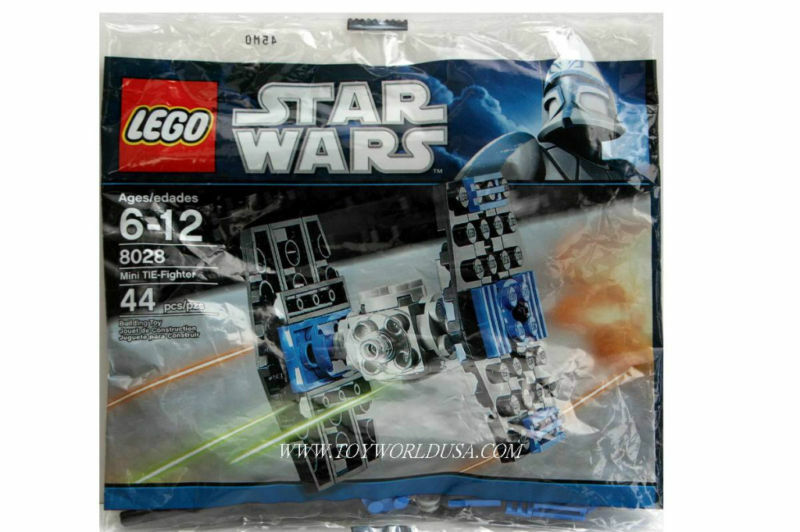 45M0
LEGO
STAR
WARS™
Ages/edades
6-12
8028
Mini TIE-Fighter
44 pcs/pzs
Building Toy
Jouet de Construction
Juguete para Construir
WWW.TOYWORLDUSA.COM